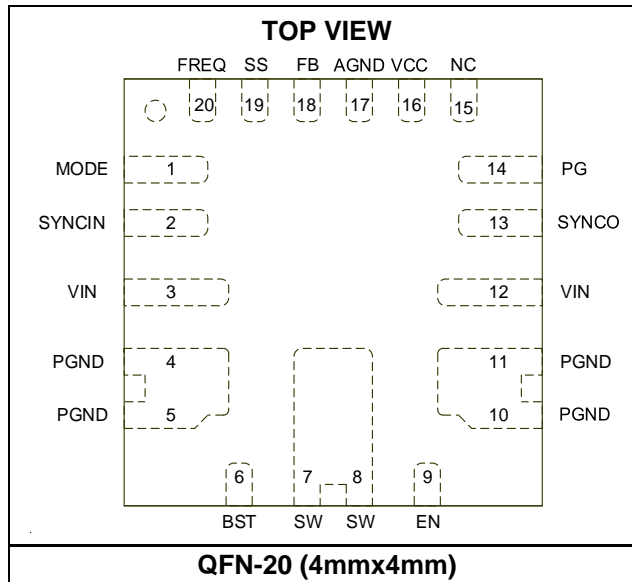 TOP VIEW
FREQ SS FB AGND VCC NC
20 19 18 17 16 15
MODE 1 14 PG
SYNCIN 2 13 SYNCO
VIN 3 12 VIN
PGND 4 11 PGND
PGND 5 10 PGND
6 7 8 9
BST SW SW EN
QFN-20 (4mmx4mm)